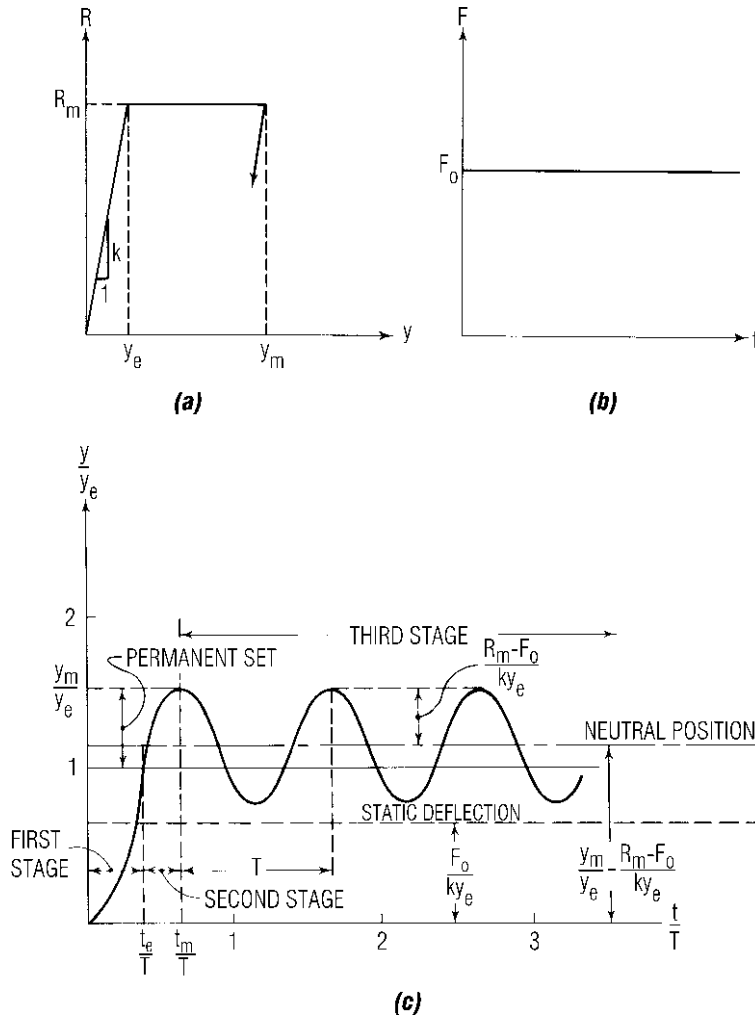 R
R_m
k
1
y_e
y_m
y
(a)
F
F_o
t
(b)
y/y_e
2
PERMANENT SET
THIRD STAGE
R_m-F_o/ky_e
y_m/y_e
NEUTRAL POSITION
1
STATIC DEFLECTION
FIRST STAGE
T
SECOND STAGE
F_o/ky_e
y_m/y_e - R_m-F_o/ky_e
t_e/T
t_m/T
1
2
3
t/T
(c)